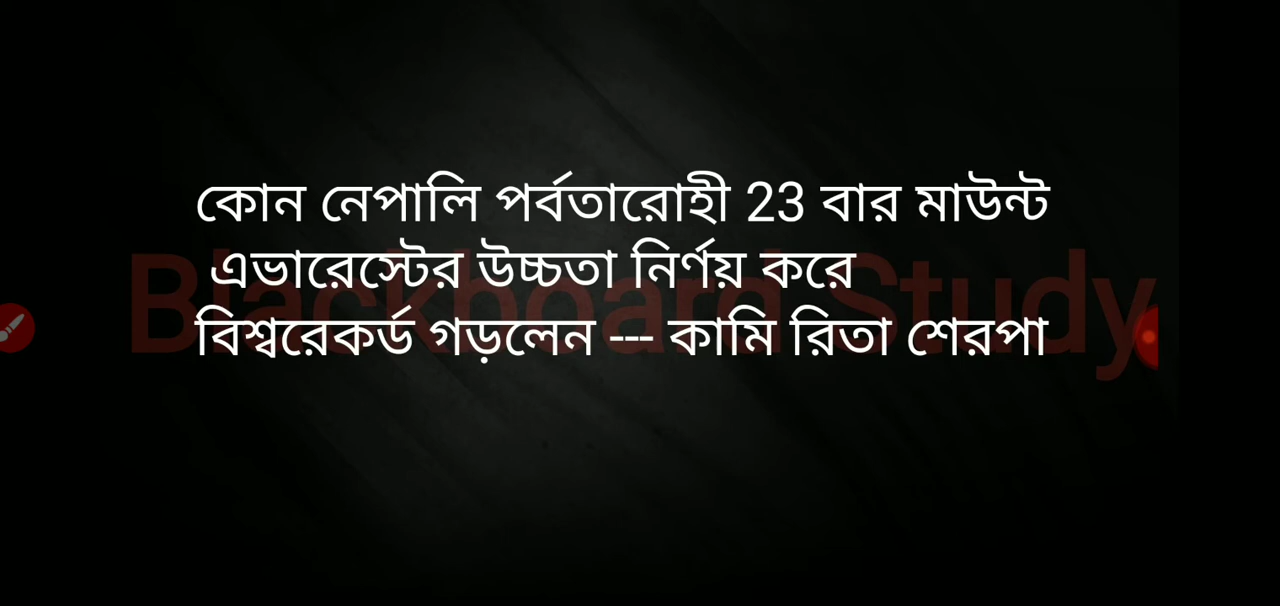 কোন নেপালি পর্বতারোহী 23 বার মাউন্ট
এভারেস্টের উচ্চতা নির্ণয় করে
বিশ্বরেকর্ড গড়লেন --- কামি রিতা শেরপা
Blackboard Study